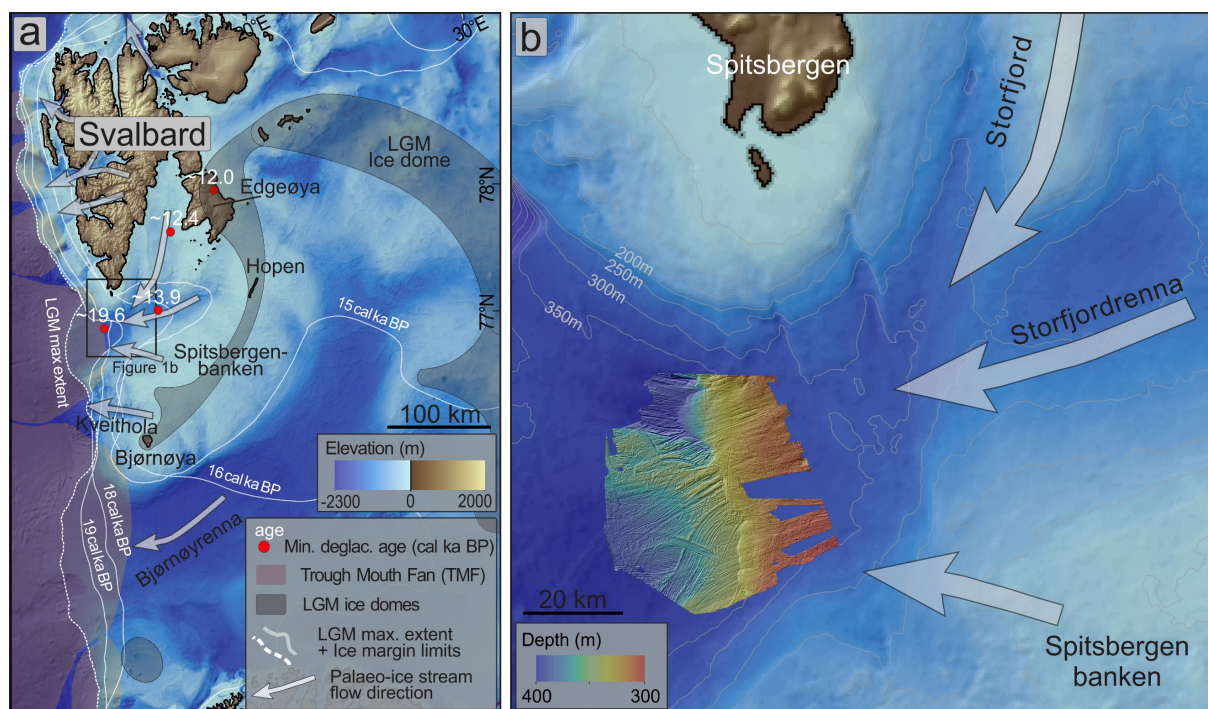 a
20°E
30°E
Svalbard
LGM
Ice dome
~12.0
Edgeøya
78°N
~12.4
Hopen
~13.9
~19.6
77°N
15 cal ka BP
LGM max extent
Figure 1b
Spitsbergen-
banken
100 km
Kveithola
Bjørnøya
Elevation (m)
-2300 0 2000
16 cal ka BP
18 cal ka BP
19 cal ka BP
Bjørnøyrenna
age
Min. deglac. age (cal ka BP)
Trough Mouth Fan (TMF)
LGM ice domes
LGM max. extent
+ Ice margin limits
Palaeo-ice stream
flow direction
b
Spitsbergen
Storfjord
200m
250m
300m
350m
Storfjordrenna
20 km
Depth (m)
400 300
Spitsbergen
banken